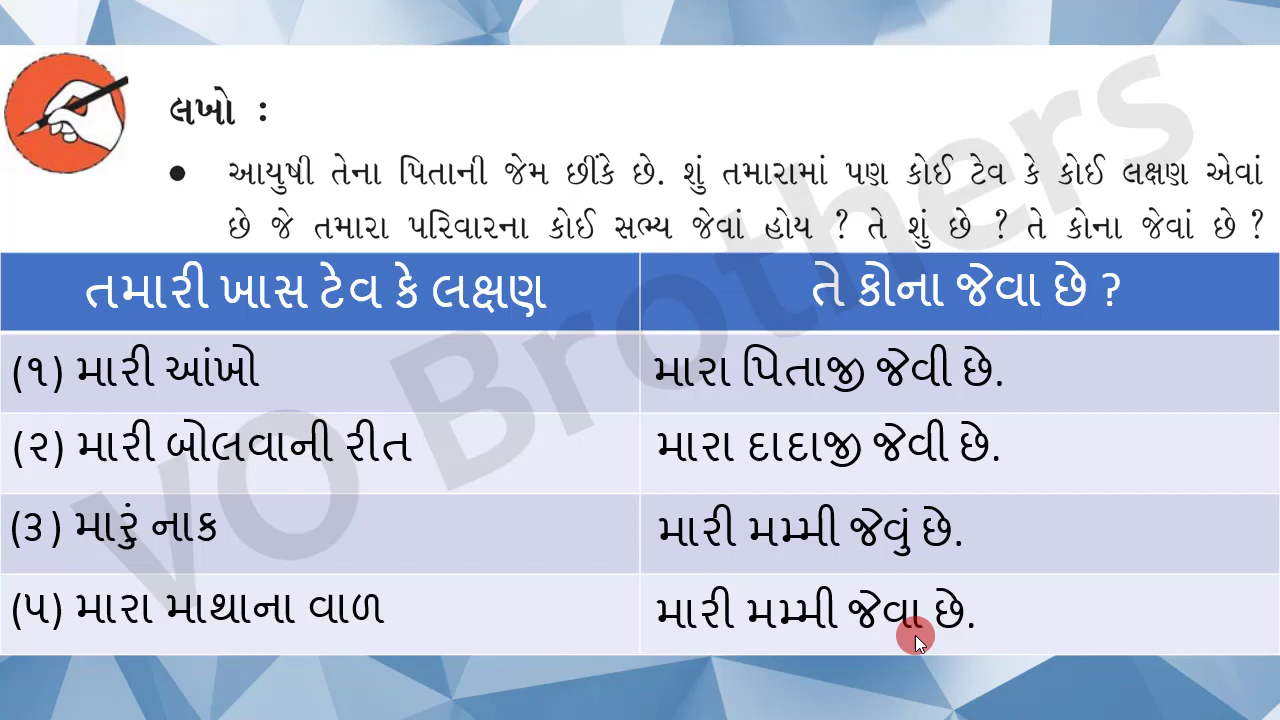 લખો :
• આયુષી તેના પિતાની જેમ છીંકે છે. શું તમારામાં પણ કોઈ ટેવ કે કોઈ લક્ષણ એવાં
છે જે તમારા પરિવારના કોઈ સભ્ય જેવાં હોય ? તે શું છે ? તે કોના જેવાં છે ?
તમારી ખાસ ટેવ કે લક્ષણ તે કોના જેવા છે ?
(૧) મારી આંખો મારા પિતાજી જેવી છે.
(૨) મારી બોલવાની રીત મારા દાદાજી જેવી છે.
(૩) મારું નાક મારી મમ્મી જેવું છે.
(૫) મારા માથાના વાળ મારી મમ્મી જેવા છે.
VO Brothers